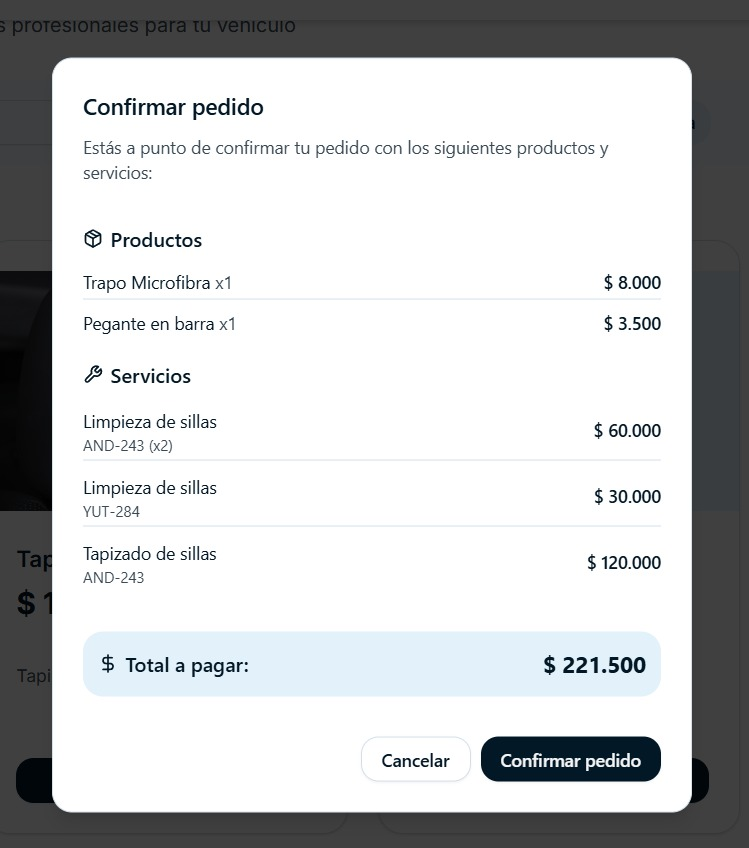 s profesionales para tu vehículo
Confirmar pedido
Estás a punto de confirmar tu pedido con los siguientes productos y
servicios:
Productos
Trapo Microfibra x1 $ 8.000
Pegante en barra x1 $ 3.500
Servicios
Limpieza de sillas
AND-243 (x2) $ 60.000
Limpieza de sillas
YUT-284 $ 30.000
Tapizado de sillas
AND-243 $ 120.000
Tap
$ 1
Tapi
$ Total a pagar: $ 221.500
Cancelar Confirmar pedido